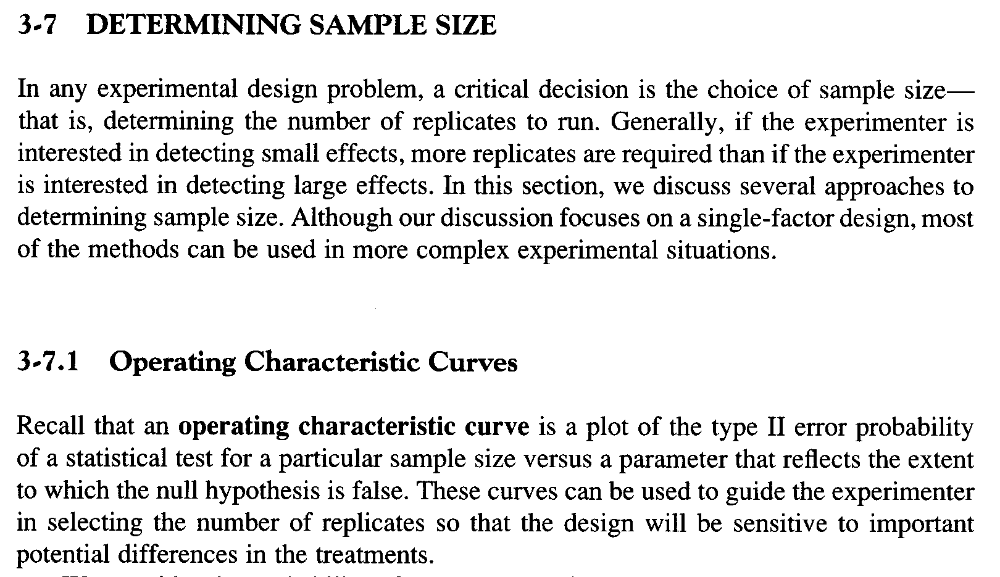 3-7 DETERMINING SAMPLE SIZE
In any experimental design problem, a critical decision is the choice of sample size—
that is, determining the number of replicates to run. Generally, if the experimenter is
interested in detecting small effects, more replicates are required than if the experimenter
is interested in detecting large effects. In this section, we discuss several approaches to
determining sample size. Although our discussion focuses on a single-factor design, most
of the methods can be used in more complex experimental situations.
3-7.1 Operating Characteristic Curves
Recall that an operating characteristic curve is a plot of the type II error probability
of a statistical test for a particular sample size versus a parameter that reflects the extent
to which the null hypothesis is false. These curves can be used to guide the experimenter
in selecting the number of replicates so that the design will be sensitive to important
potential differences in the treatments.